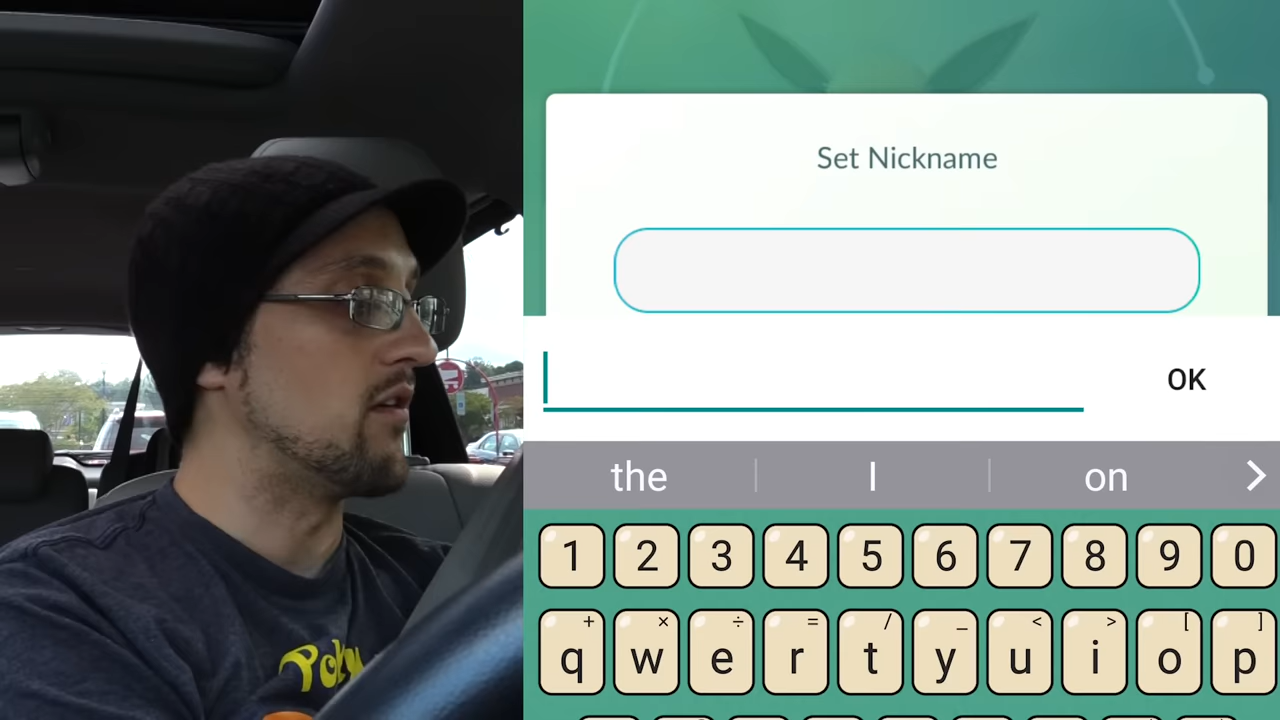 Set Nickname
OK
the I on
1 2 3 4 5 6 7 8 9 0
+ × ÷ = / _ < > [ ]
q w e r t y u i o p